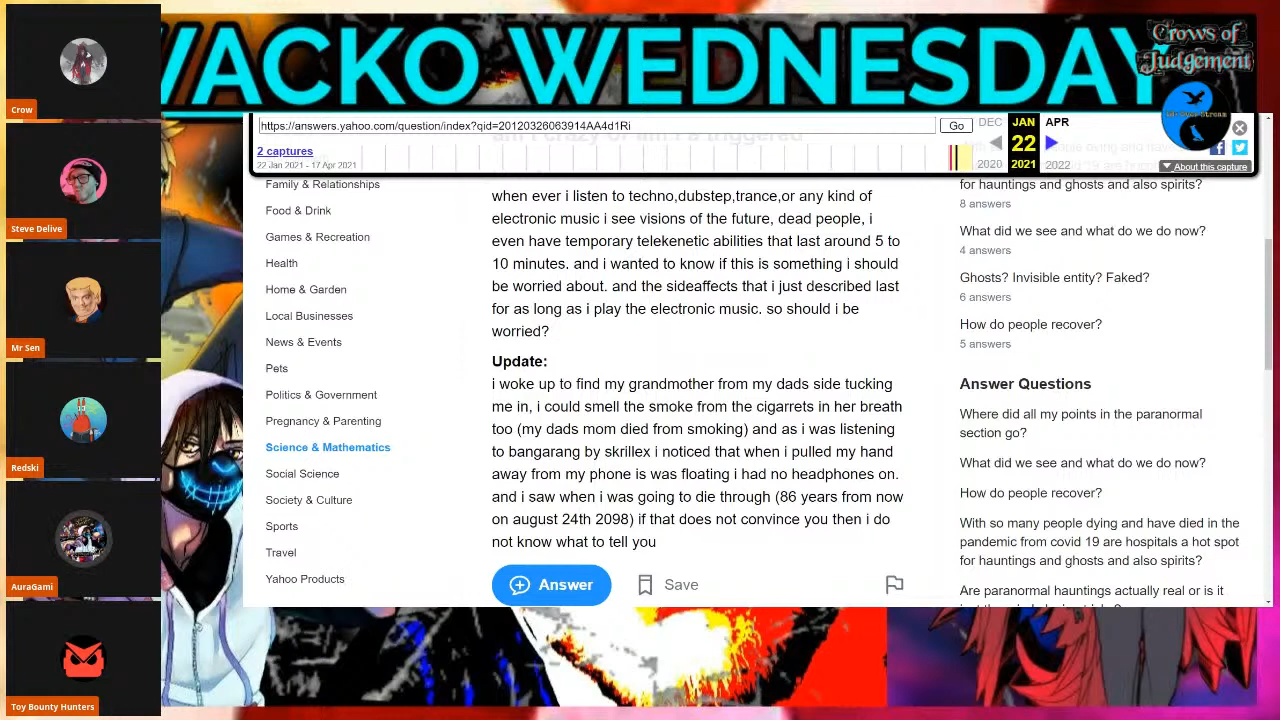 WACKO WEDNESDAY
Crows of
Judgement
Crow
Steve Delive
Mr Sen
Redski
AuraGami
Toy Bounty Hunters
https://answers.yahoo.com/question/index?qid=20120326063914AA4d1Ri
Go
DEC
JAN
APR
2 captures
22 Jan 2021 - 17 Apr 2021
22
2020
2021
2022
About this capture
Family & Relationships
Food & Drink
Games & Recreation
Health
Home & Garden
Local Businesses
News & Events
Pets
Politics & Government
Pregnancy & Parenting
Science & Mathematics
Social Science
Society & Culture
Sports
Travel
Yahoo Products
am i crazy or am i a triggered
when ever i listen to techno,dubstep,trance,or any kind of
electronic music i see visions of the future, dead people, i
even have temporary telekenetic abilities that last around 5 to
10 minutes. and i wanted to know if this is something i should
be worried about. and the sideaffects that i just described last
for as long as i play the electronic music. so should i be
worried?
Update:
i woke up to find my grandmother from my dads side tucking
me in, i could smell the smoke from the cigarrets in her breath
too (my dads mom died from smoking) and as i was listening
to bangarang by skrillex i noticed that when i pulled my hand
away from my phone is was floating i had no headphones on.
and i saw when i was going to die through (86 years from now
on august 24th 2098) if that does not convince you then i do
not know what to tell you
Answer
Save
for hauntings and ghosts and also spirits?
8 answers
What did we see and what do we do now?
4 answers
Ghosts? Invisible entity? Faked?
6 answers
How do people recover?
5 answers
Answer Questions
Where did all my points in the paranormal
section go?
What did we see and what do we do now?
How do people recover?
With so many people dying and have died in the
pandemic from covid 19 are hospitals a hot spot
for hauntings and ghosts and also spirits?
Are paranormal hauntings actually real or is it